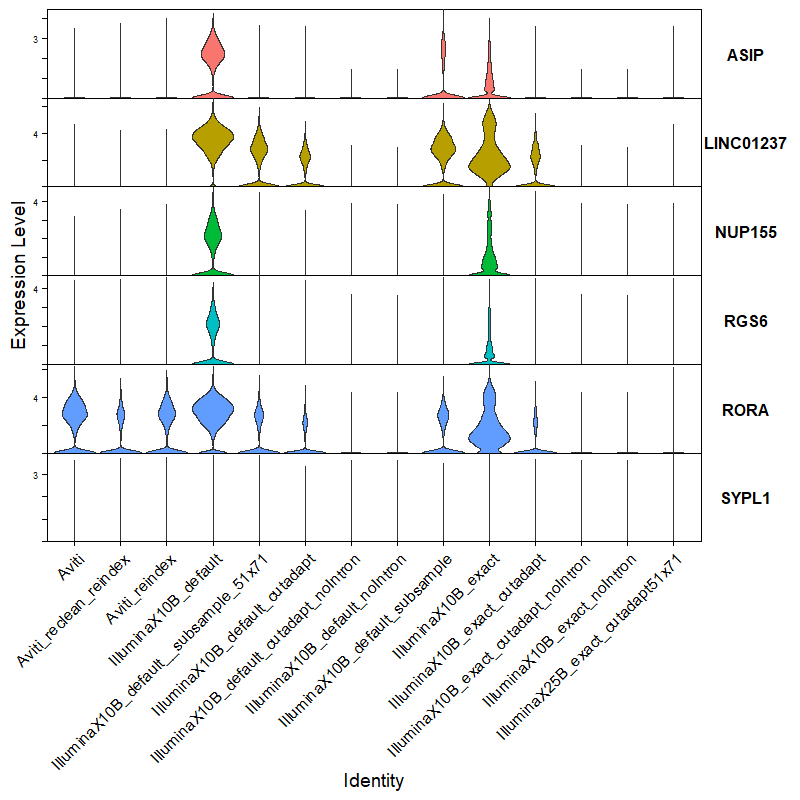 3
ASIP
4
LINC01237
4
NUP155
4
RGS6
4
RORA
3
SYPL1
Expression Level
Aviti
Aviti_reclean_reindex
Aviti_reindex
IlluminaX10B_default
IlluminaX10B_default__subsample_51x71
IlluminaX10B_default_cutadapt
IlluminaX10B_default_cutadapt_noIntron
IlluminaX10B_default_noIntron
IlluminaX10B_default_subsample
IlluminaX10B_exact
IlluminaX10B_exact_cutadapt
IlluminaX10B_exact_cutadapt_noIntron
IlluminaX10B_exact_noIntron
IlluminaX25B_exact_cutadapt51x71
Identity